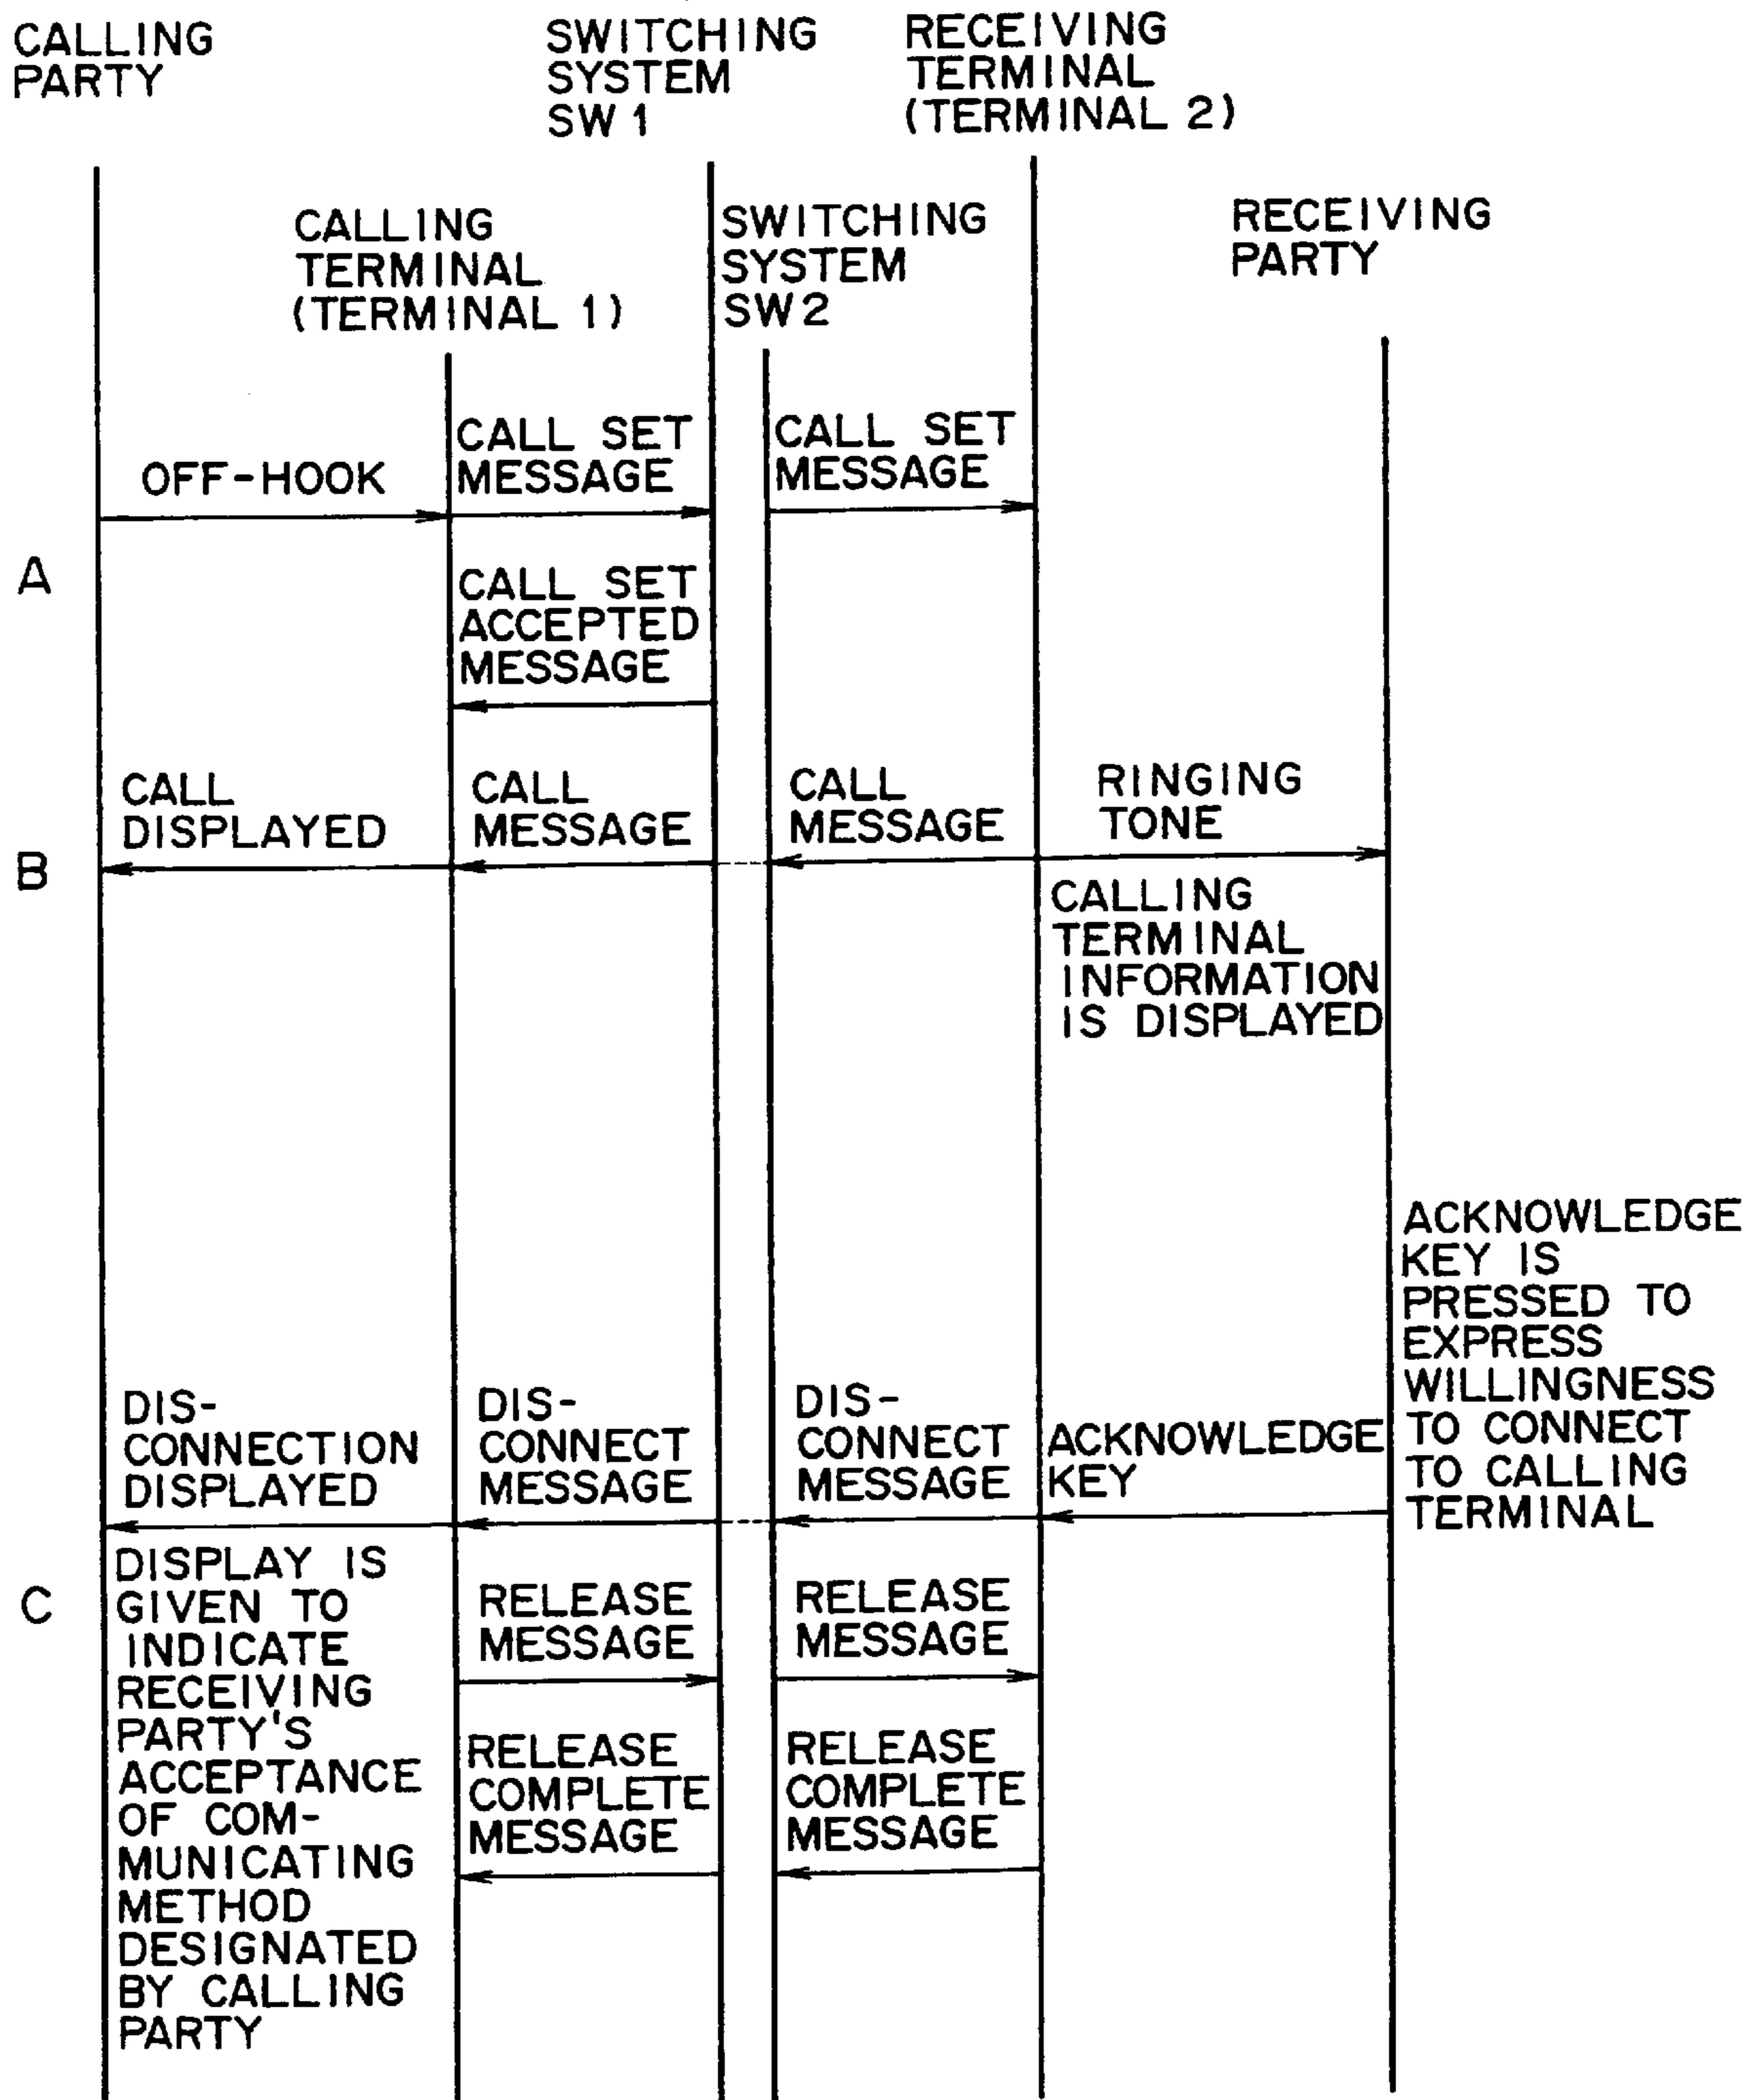 CALLING
PARTY
SWITCHING
SYSTEM
SW 1
RECEIVING
TERMINAL
(TERMINAL 2)
CALLING
TERMINAL
(TERMINAL 1)
SWITCHING
SYSTEM
SW2
RECEIVING
PARTY
OFF-HOOK
CALL SET
MESSAGE
CALL SET
MESSAGE
A
CALL SET
ACCEPTED
MESSAGE
CALL
DISPLAYED
CALL
MESSAGE
CALL
MESSAGE
RINGING
TONE
B
CALLING
TERMINAL
INFORMATION
IS DISPLAYED
ACKNOWLEDGE
KEY IS
PRESSED TO
EXPRESS
WILLINGNESS
TO CONNECT
TO CALLING
TERMINAL
DIS-
CONNECTION
DISPLAYED
DIS-
CONNECT
MESSAGE
DIS-
CONNECT
MESSAGE
ACKNOWLEDGE
KEY
C
DISPLAY IS
GIVEN TO
INDICATE
RECEIVING
PARTY'S
ACCEPTANCE
OF COM-
MUNICATING
METHOD
DESIGNATED
BY CALLING
PARTY
RELEASE
MESSAGE
RELEASE
MESSAGE
RELEASE
COMPLETE
MESSAGE
RELEASE
COMPLETE
MESSAGE